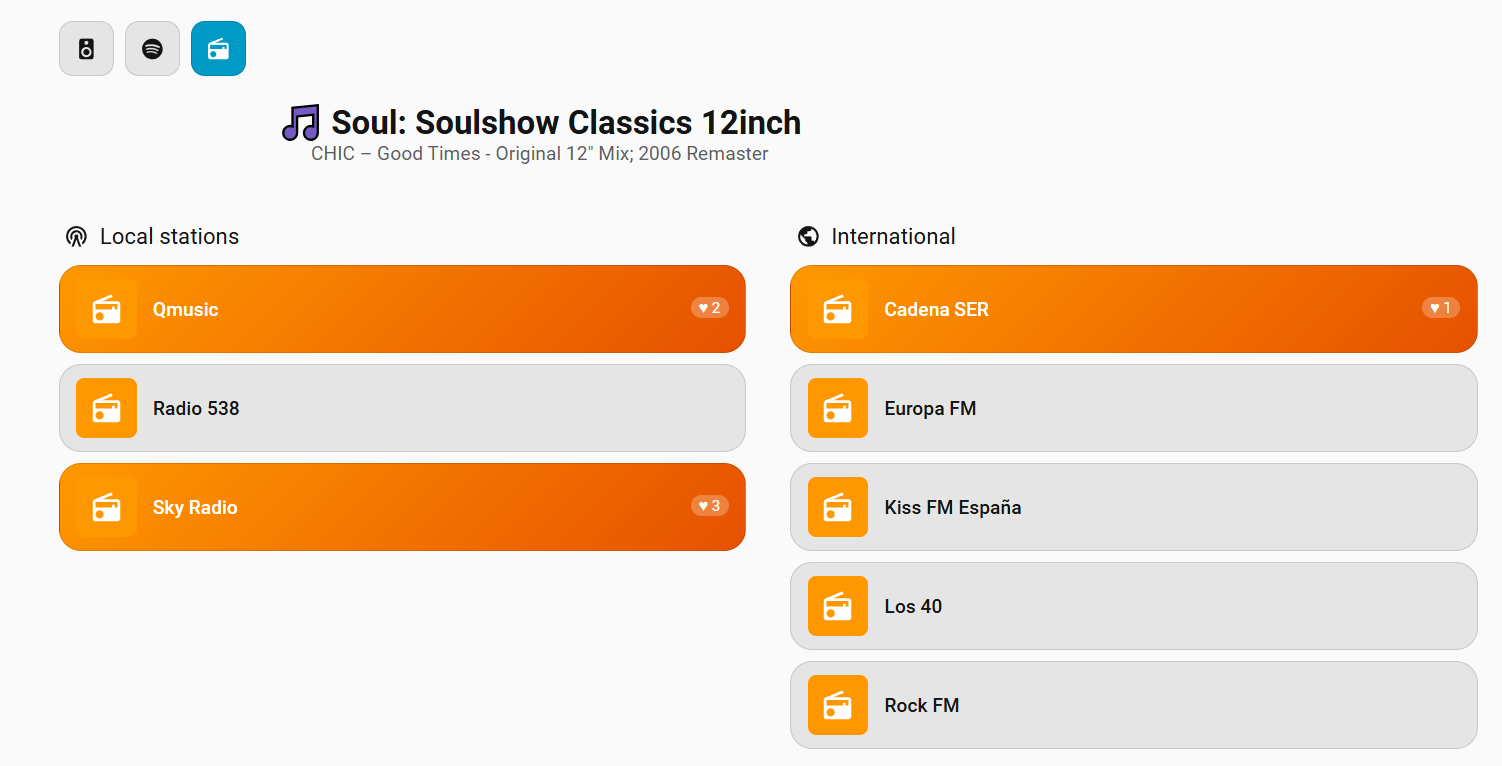 Soul: Soulshow Classics 12inch
CHIC – Good Times - Original 12" Mix; 2006 Remaster
Local stations
Qmusic ♥ 2
Radio 538
Sky Radio ♥ 3
International
Cadena SER ♥ 1
Europa FM
Kiss FM España
Los 40
Rock FM